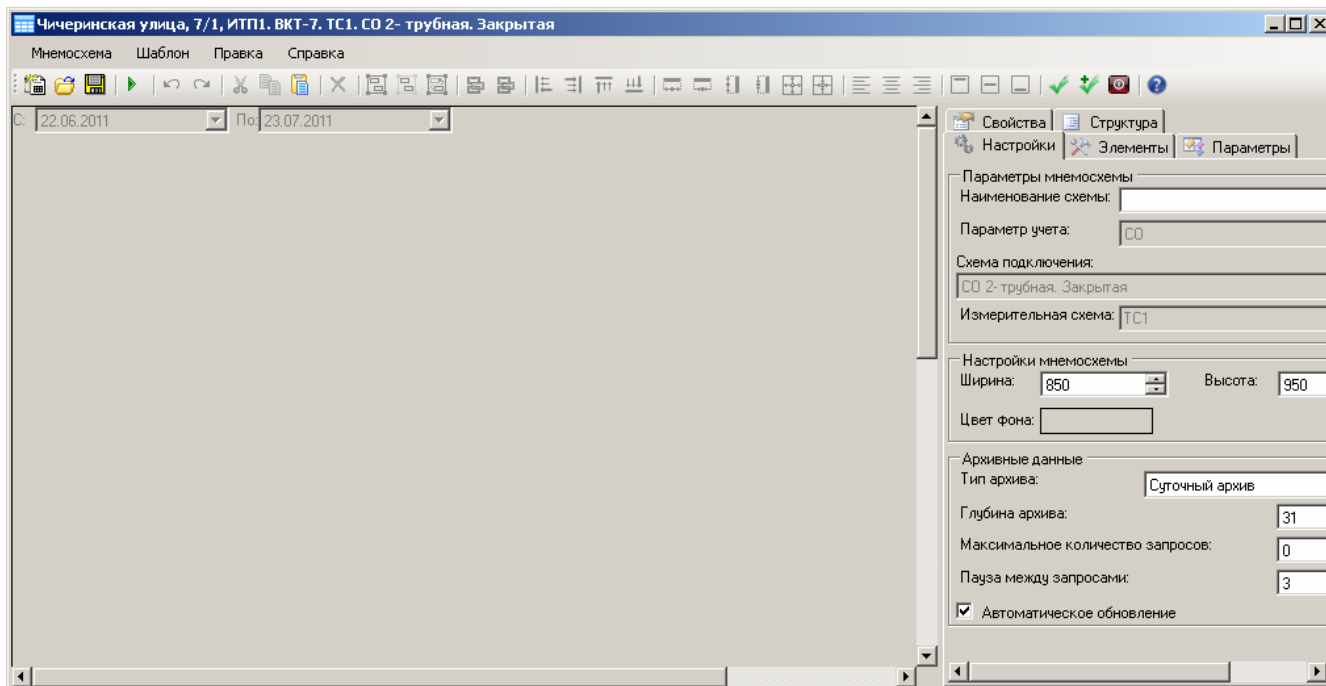 Чичеринская улица, 7/1, ИТП1. ВКТ-7. ТС1. СО 2- трубная. Закрытая
Мнемосхема Шаблон Правка Справка
С: 22.06.2011 По: 23.07.2011
Свойства Структура
Настройки Элементы Параметры
Параметры мнемосхемы
Наименование схемы:
Параметр учета: СО
Схема подключения:
СО 2- трубная. Закрытая
Измерительная схема: ТС1
Настройки мнемосхемы
Ширина: 850 Высота: 950
Цвет фона:
Архивные данные
Тип архива: Суточный архив
Глубина архива: 31
Максимальное количество запросов: 0
Пауза между запросами: 3
Автоматическое обновление